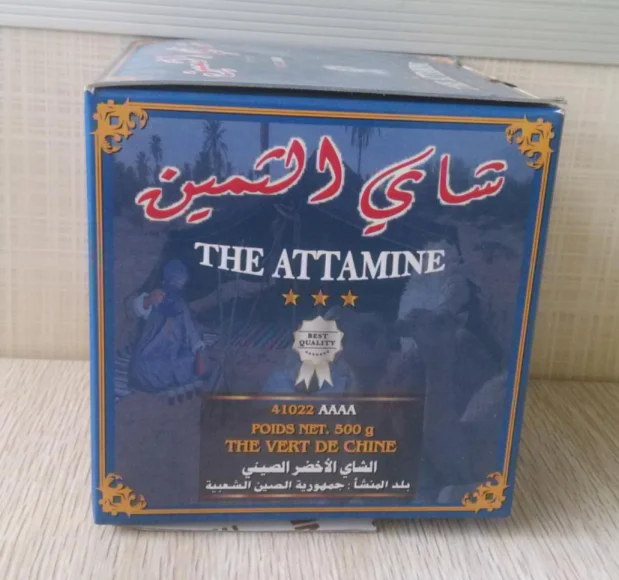 شاي الثمين
THE ATTAMINE
BEST
QUALITY
41022 AAAA
POIDS NET. 500 g
THE VERT DE CHINE
الشاي الأخضر الصيني
بلد المنشأ : جمهورية الصين الشعبية